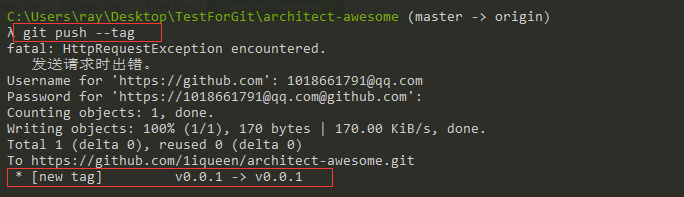 C:\Users\ray\Desktop\TestForGit\architect-awesome (master -> origin)
λ git push --tag
fatal: HttpRequestException encountered.
发送请求时出错。
Username for 'https://github.com': 1018661791@qq.com
Password for 'https://1018661791@qq.com@github.com':
Counting objects: 1, done.
Writing objects: 100% (1/1), 170 bytes | 170.00 KiB/s, done.
Total 1 (delta 0), reused 0 (delta 0)
To https://github.com/1iqueen/architect-awesome.git
* [new tag] v0.0.1 -> v0.0.1